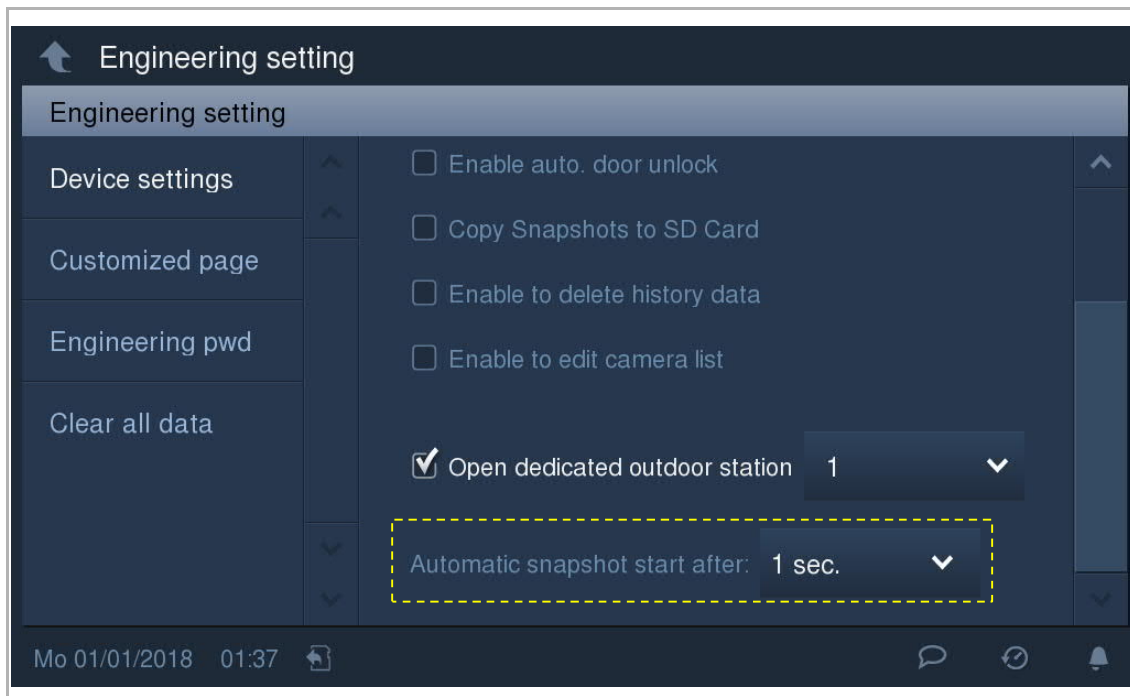 Engineering setting
Engineering setting
Device settings
Customized page
Engineering pwd
Clear all data
Enable auto. door unlock
Copy Snapshots to SD Card
Enable to delete history data
Enable to edit camera list
Open dedicated outdoor station 1
Automatic snapshot start after: 1 sec.
Mo 01/01/2018 01:37